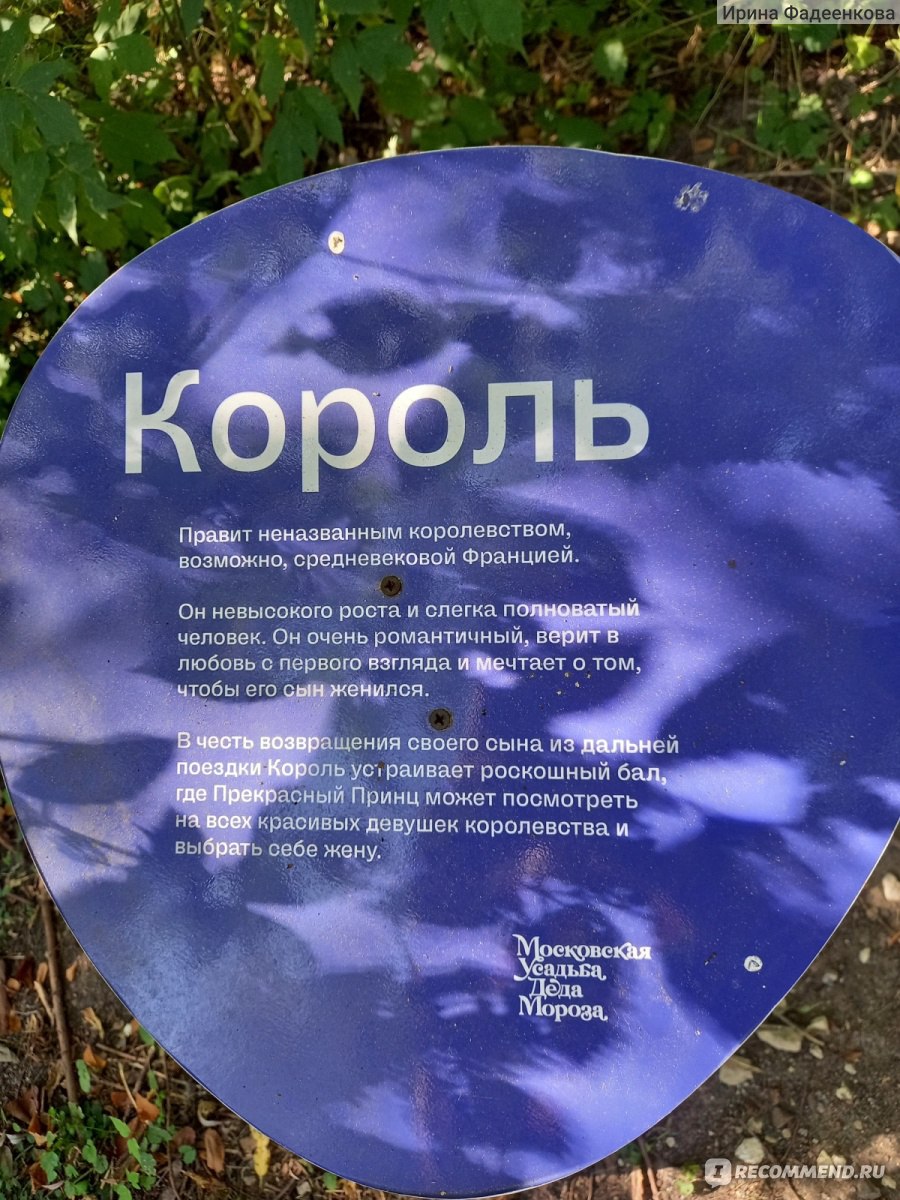 Ирина Фадеенкова
Король
Правит неназванным королевством,
возможно, средневековой Францией.
Он невысокого роста и слегка полноватый
человек. Он очень романтичный, верит в
любовь с первого взгляда и мечтает о том,
чтобы его сын женился.
В честь возвращения своего сына из дальней
поездки Король устраивает роскошный бал,
где Прекрасный Принц может посмотреть
на всех красивых девушек королевства и
выбрать себе жену.
Московская
Усадьба
Деда
Мороза
I RECOMMEND.RU